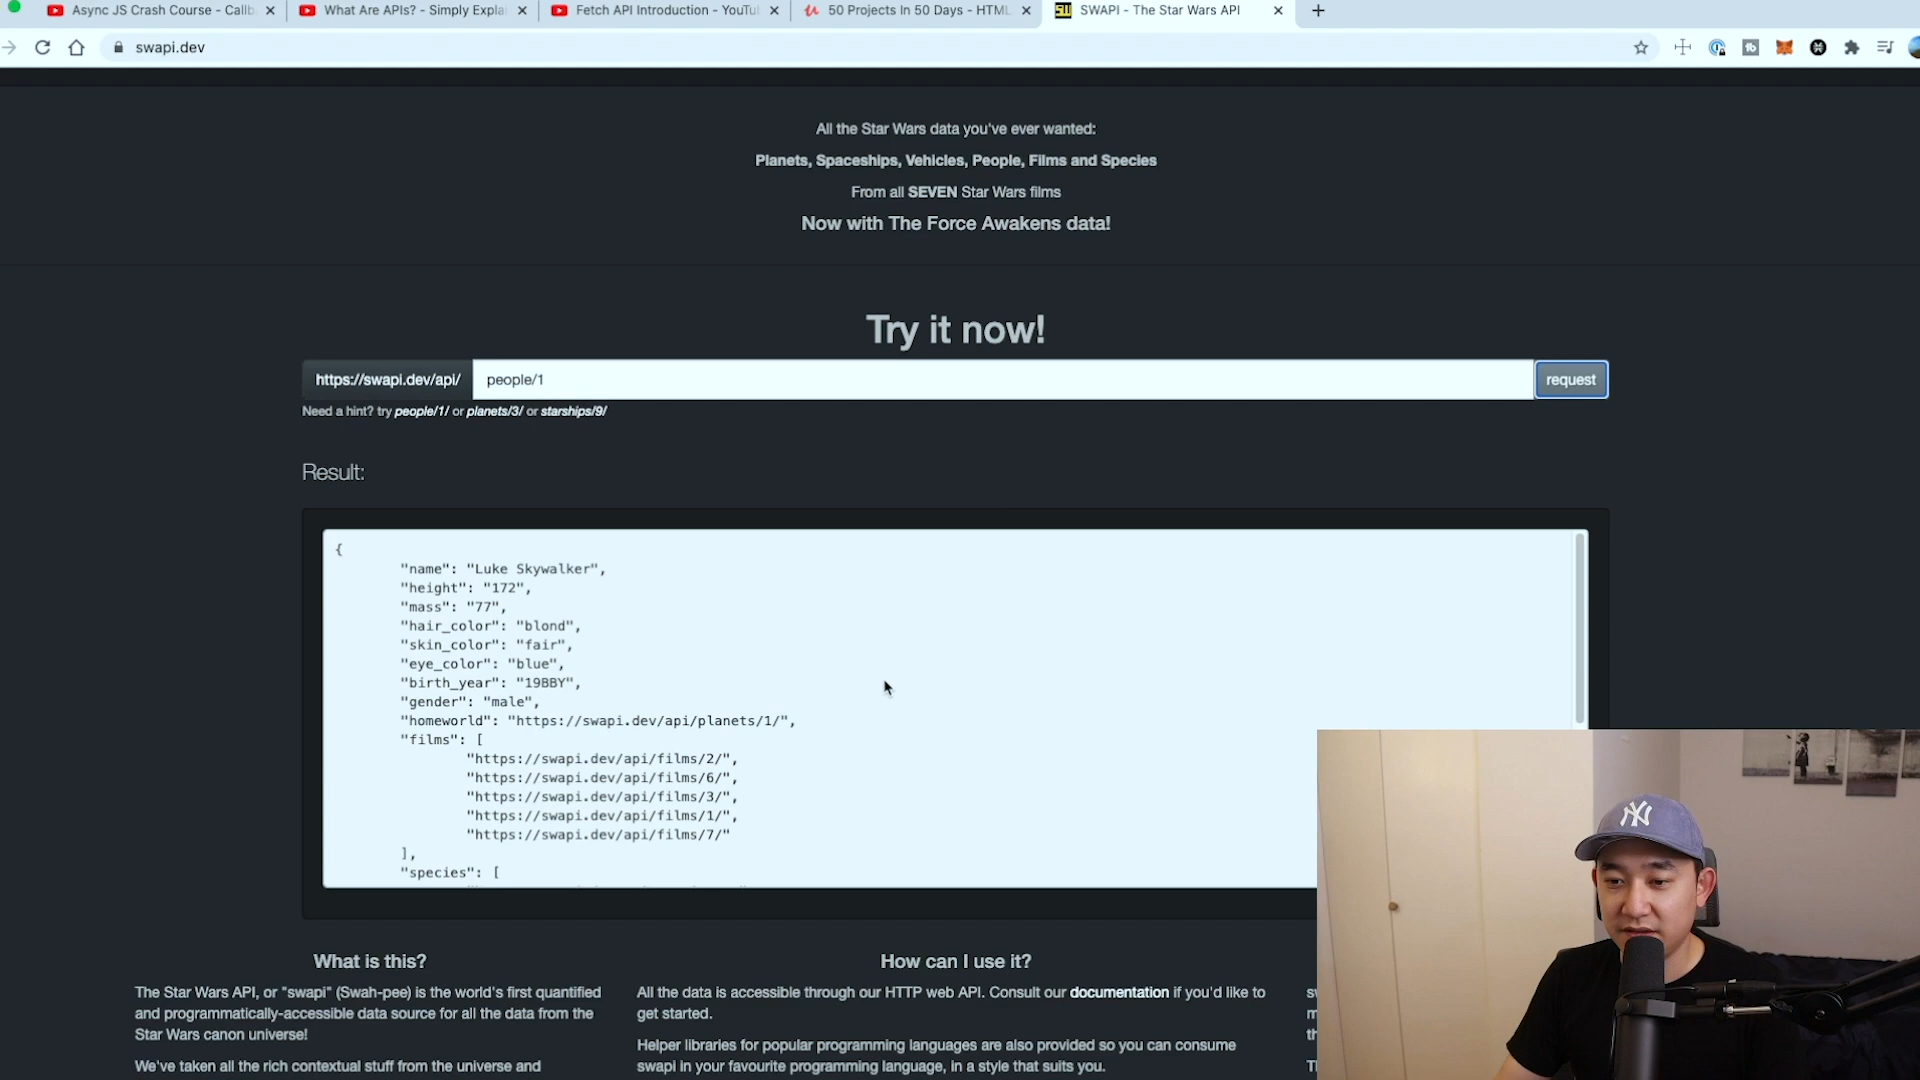 Async JS Crash Course - Callb
What Are APIs? - Simply Explai
Fetch API Introduction - YouTu
50 Projects In 50 Days - HTML
SWAPI - The Star Wars API
swapi.dev
All the Star Wars data you've ever wanted:
Planets, Spaceships, Vehicles, People, Films and Species
From all SEVEN Star Wars films
Now with The Force Awakens data!
Try it now!
https://swapi.dev/api/ people/1 request
Need a hint? try people/1/ or planets/3/ or starships/9/
Result:
{
"name": "Luke Skywalker",
"height": "172",
"mass": "77",
"hair_color": "blond",
"skin_color": "fair",
"eye_color": "blue",
"birth_year": "19BBY",
"gender": "male",
"homeworld": "https://swapi.dev/api/planets/1/",
"films": [
"https://swapi.dev/api/films/2/",
"https://swapi.dev/api/films/6/",
"https://swapi.dev/api/films/3/",
"https://swapi.dev/api/films/1/",
"https://swapi.dev/api/films/7/"
],
"species": [
What is this?
The Star Wars API, or "swapi" (Swah-pee) is the world's first quantified
and programmatically-accessible data source for all the data from the
Star Wars canon universe!
We've taken all the rich contextual stuff from the universe and
How can I use it?
All the data is accessible through our HTTP web API. Consult our documentation if you'd like to
get started.
Helper libraries for popular programming languages are also provided so you can consume
swapi in your favourite programming language, in a style that suits you.
NY